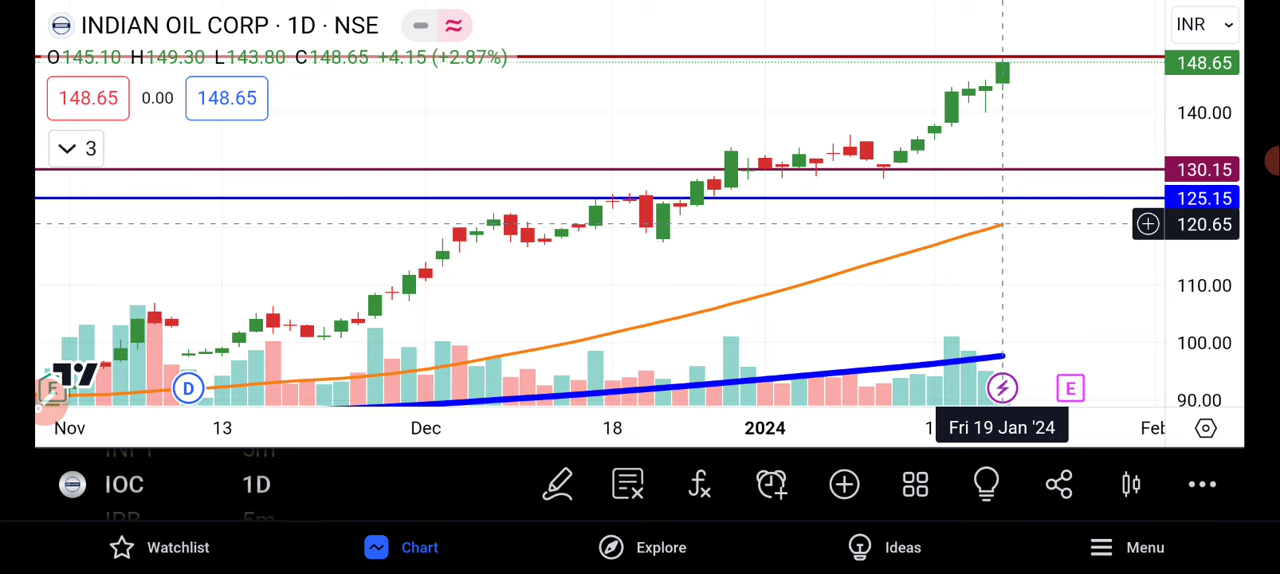 INDIAN OIL CORP · 1D · NSE
INR
O145.10 H149.30 L143.80 C148.65 +4.15 (+2.87%)
148.65
148.65 0.00 148.65
140.00
3
130.15
125.15
120.65
110.00
100.00
D E E
90.00
Nov 13 Dec 18 2024 1 Fri 19 Jan '24 Feb
IOC 1D
5m
Watchlist Chart Explore Ideas Menu